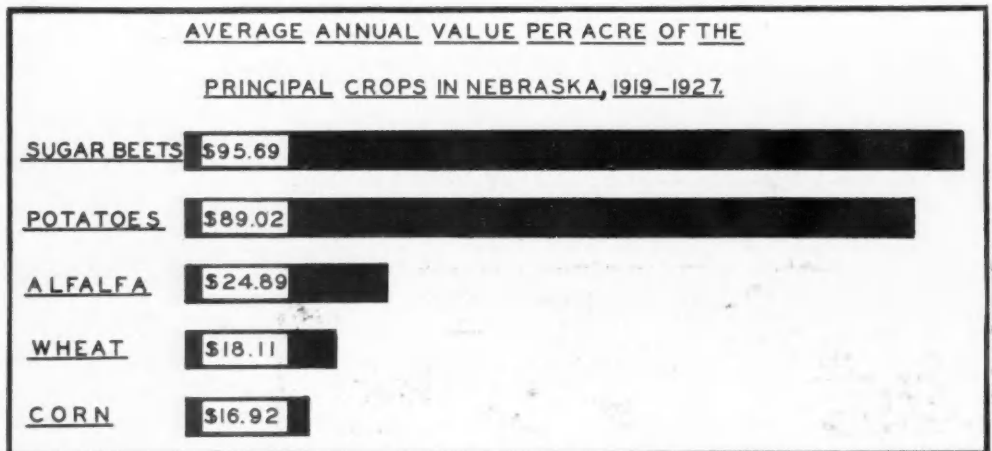 AVERAGE ANNUAL VALUE PER ACRE OF THE
PRINCIPAL CROPS IN NEBRASKA, 1919–1927.
SUGAR BEETS $95.69
POTATOES $89.02
ALFALFA $24.89
WHEAT $18.11
CORN $16.92